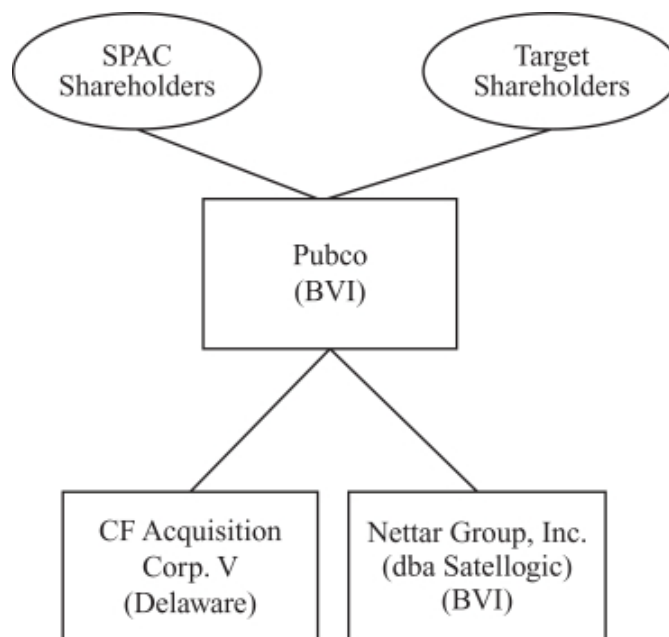 SPAC
Shareholders
Target
Shareholders
Pubco
(BVI)
CF Acquisition
Corp. V
(Delaware)
Nettar Group, Inc.
(dba Satellogic)
(BVI)